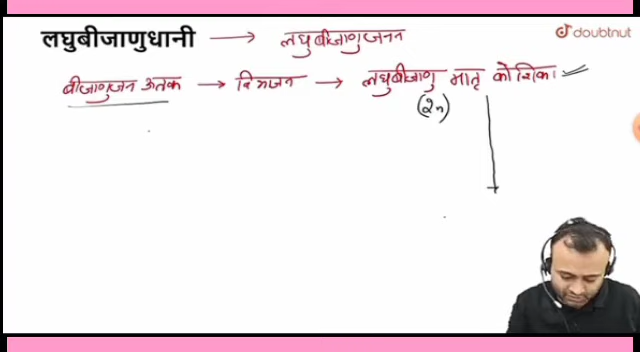 लघुबीजाणुधानी → लघुबीजाणुजनन
doubtnut
बीजाणुजन ऊतक → विभाजन → लघुबीजाणु मातृ कोशिका
(2n)